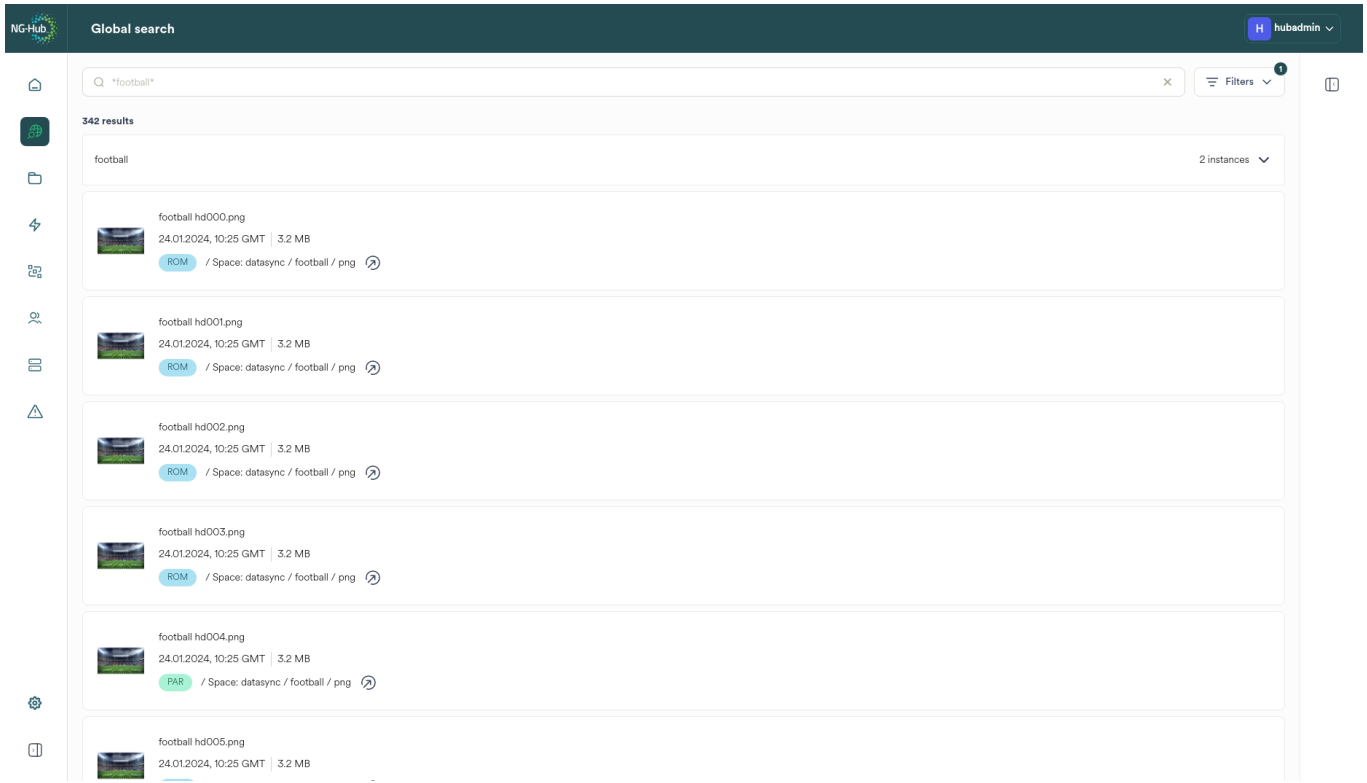 NG-Hub
Global search
H hubadmin
*football*
Filters
1
342 results
football
2 instances
football hd000.png
24.01.2024, 10:25 GMT | 3.2 MB
ROM / Space: datasync / football / png
football hd001.png
24.01.2024, 10:25 GMT | 3.2 MB
ROM / Space: datasync / football / png
football hd002.png
24.01.2024, 10:25 GMT | 3.2 MB
ROM / Space: datasync / football / png
football hd003.png
24.01.2024, 10:25 GMT | 3.2 MB
ROM / Space: datasync / football / png
football hd004.png
24.01.2024, 10:25 GMT | 3.2 MB
PAR / Space: datasync / football / png
football hd005.png
24.01.2024, 10:25 GMT | 3.2 MB